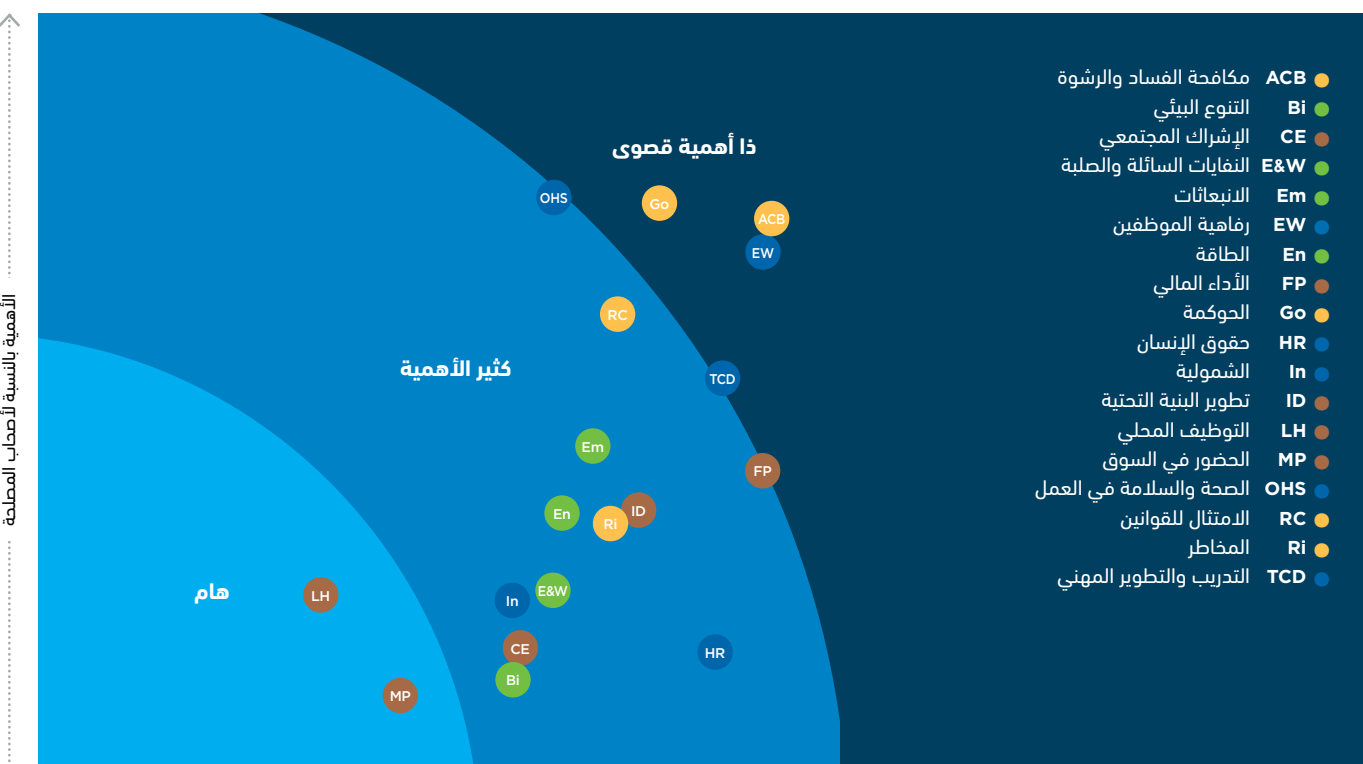 الأهمية بالنسبة لأصحاب المصلحة
ذا أهمية قصوى
OHS
Go
ACB
EW
RC
كثير الأهمية
TCD
Em
FP
En
Ri
ID
هام
LH
In
E&W
CE
HR
Bi
MP
ACB مكافحة الفساد والرشوة
Bi التنوع البيئي
CE الإشراك المجتمعي
E&W النفايات السائلة والصلبة
Em الانبعاثات
EW رفاهية الموظفين
En الطاقة
FP الأداء المالي
Go الحوكمة
HR حقوق الإنسان
In الشمولية
ID تطوير البنية التحتية
LH التوظيف المحلي
MP الحضور في السوق
OHS الصحة والسلامة في العمل
RC الامتثال للقوانين
Ri المخاطر
TCD التدريب والتطوير المهني